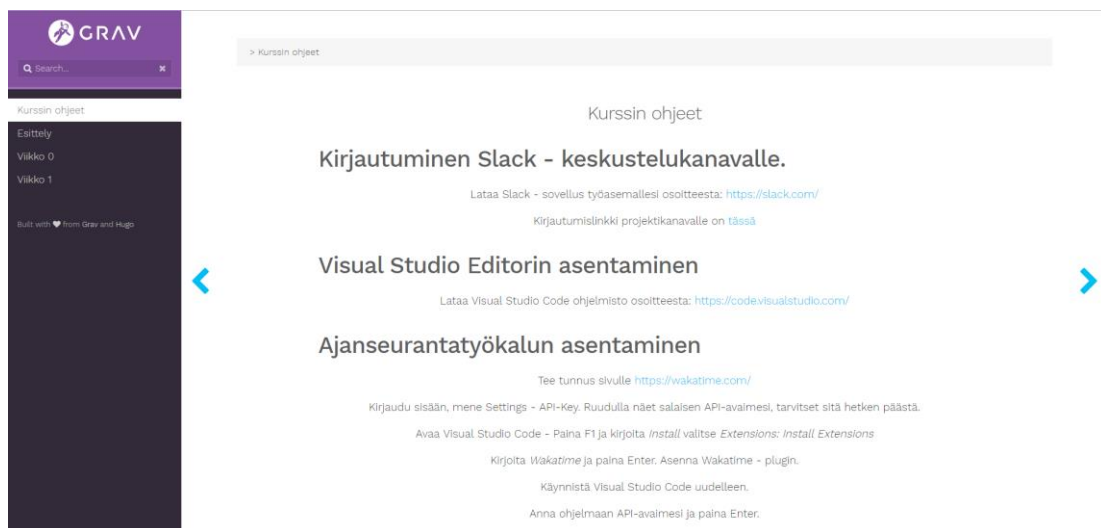 GRAV
Search...
Kurssin ohjeet
Esittely
Viikko 0
Viikko 1
Built with from Grav and Hugo
> Kurssin ohjeet
Kurssin ohjeet
Kirjautuminen Slack - keskustelukanavalle.
Lataa Slack - sovellus työasemallesi osoitteesta: https://slack.com/
Kirjautumislinkki projektikanavalle on tässä
Visual Studio Editorin asentaminen
Lataa Visual Studio Code ohjelmisto osoitteesta: https://code.visualstudio.com/
Ajanseurantatyökalun asentaminen
Tee tunnus sivulle https://wakatime.com/
Kirjaudu sisään, mene Settings - API-Key. Ruudulla näet salaisen API-avaimesi, tarvitset sitä hetken päästä.
Avaa Visual Studio Code - Paina F1 ja kirjoita Install valitse Extensions: Install Extensions
Kirjoita Wakatime ja paina Enter. Asenna Wakatime - plugin.
Käynnistä Visual Studio Code uudelleen.
Anna ohjelmaan API-avaimesi ja paina Enter.